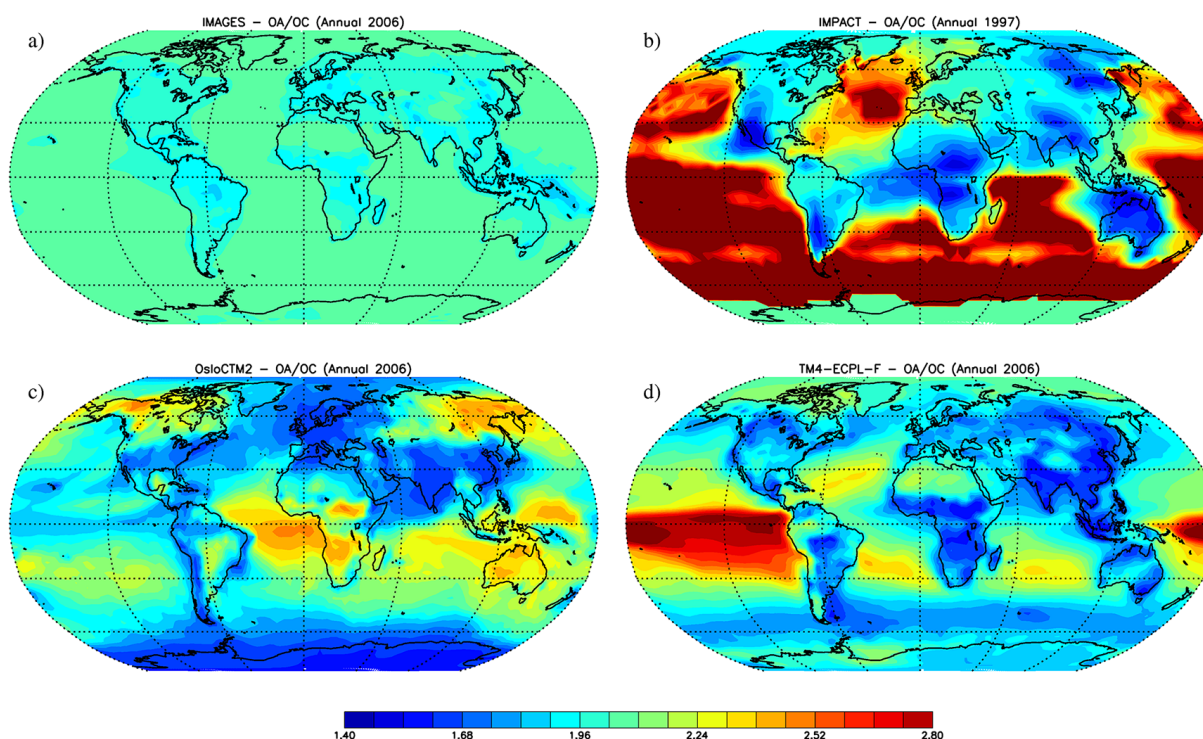 IMAGES - OA/OC (Annual 2006)
a)
IMPACT - OA/OC (Annual 1997)
b)
OsloCTM2 - OA/OC (Annual 2006)
c)
TM4-ECPL-F - OA/OC (Annual 2006)
d)
1.40 1.68 1.96 2.24 2.52 2.80